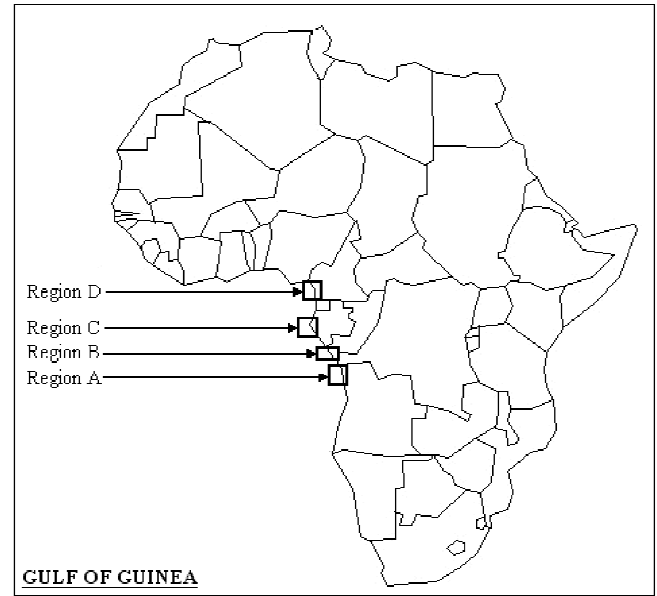 Region D
Region C
Region B
Region A
GULF OF GUINEA